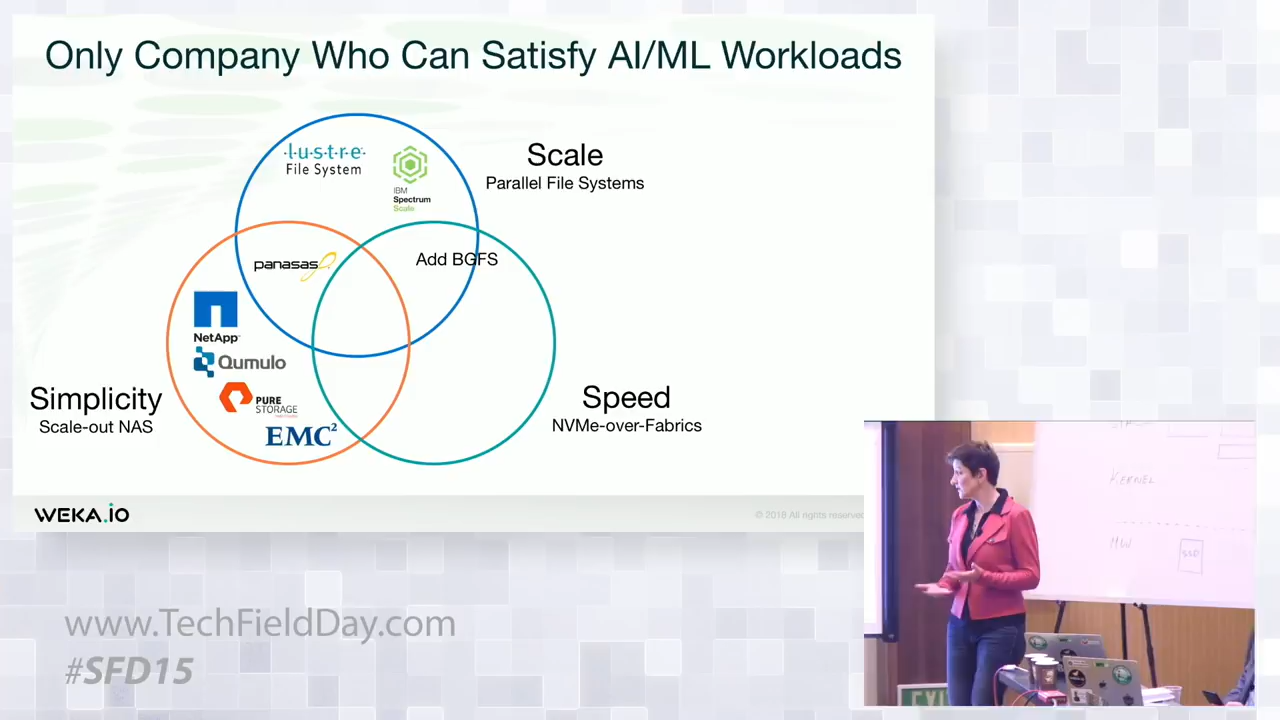 Only Company Who Can Satisfy AI/ML Workloads
·l·u·s·t·r·e·
File System
IBM
Spectrum
Scale
Scale
Parallel File Systems
panasas
Add BGFS
NetApp
Qumulo
PURE
STORAGE
EMC²
Simplicity
Scale-out NAS
Speed
NVMe-over-Fabrics
WEKA.iO
© 2018 All rights reserved
KERNEL
SSD
EXI
www.TechFieldDay.com
#SFD15